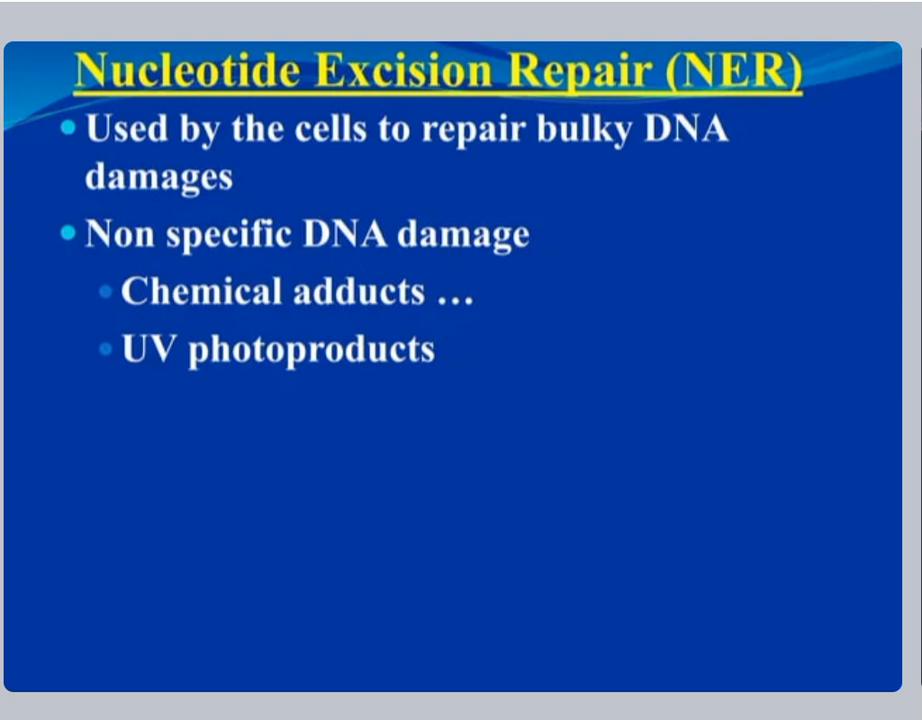 Nucleotide Excision Repair (NER)
• Used by the cells to repair bulky DNA
damages
• Non specific DNA damage
• Chemical adducts …
• UV photoproducts